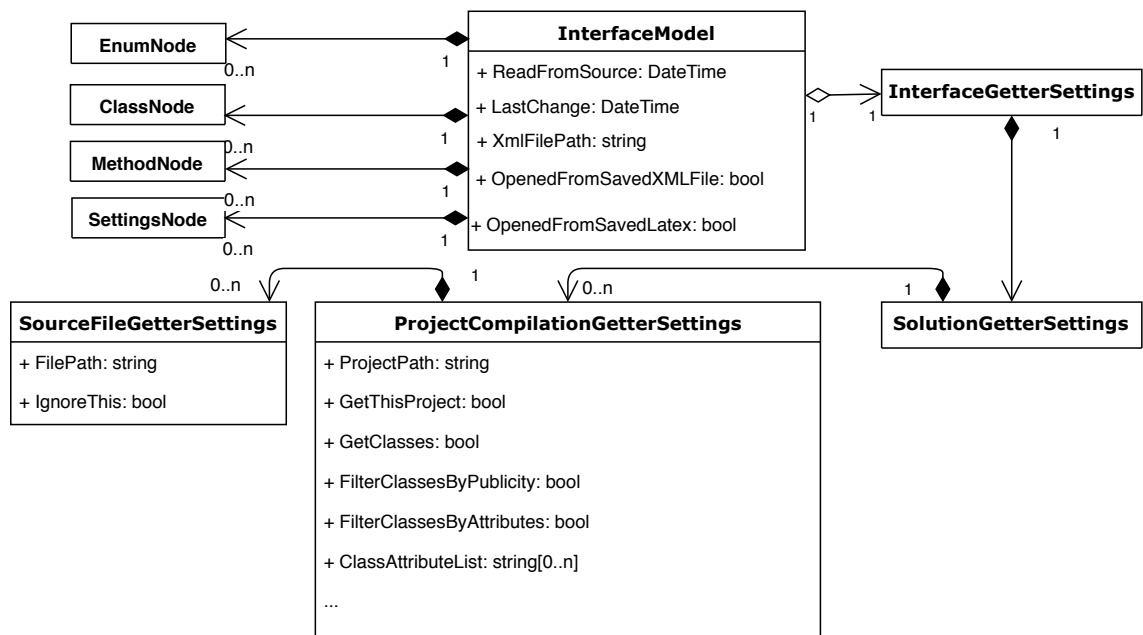 EnumNode
0..n
1
ClassNode
0..n
1
MethodNode
0..n
1
SettingsNode
0..n
1
InterfaceModel
+ ReadFromSource: DateTime
+ LastChange: DateTime
+ XmlFilePath: string
+ OpenedFromSavedXMLFile: bool
+ OpenedFromSavedLatex: bool
1
1
InterfaceGetterSettings
1
0..n
1
0..n
1
SourceFileGetterSettings
+ FilePath: string
+ IgnoreThis: bool
ProjectCompilationGetterSettings
+ ProjectPath: string
+ GetThisProject: bool
+ GetClasses: bool
+ FilterClassesByPublicity: bool
+ FilterClassesByAttributes: bool
+ ClassAttributeList: string[0..n]
...
SolutionGetterSettings